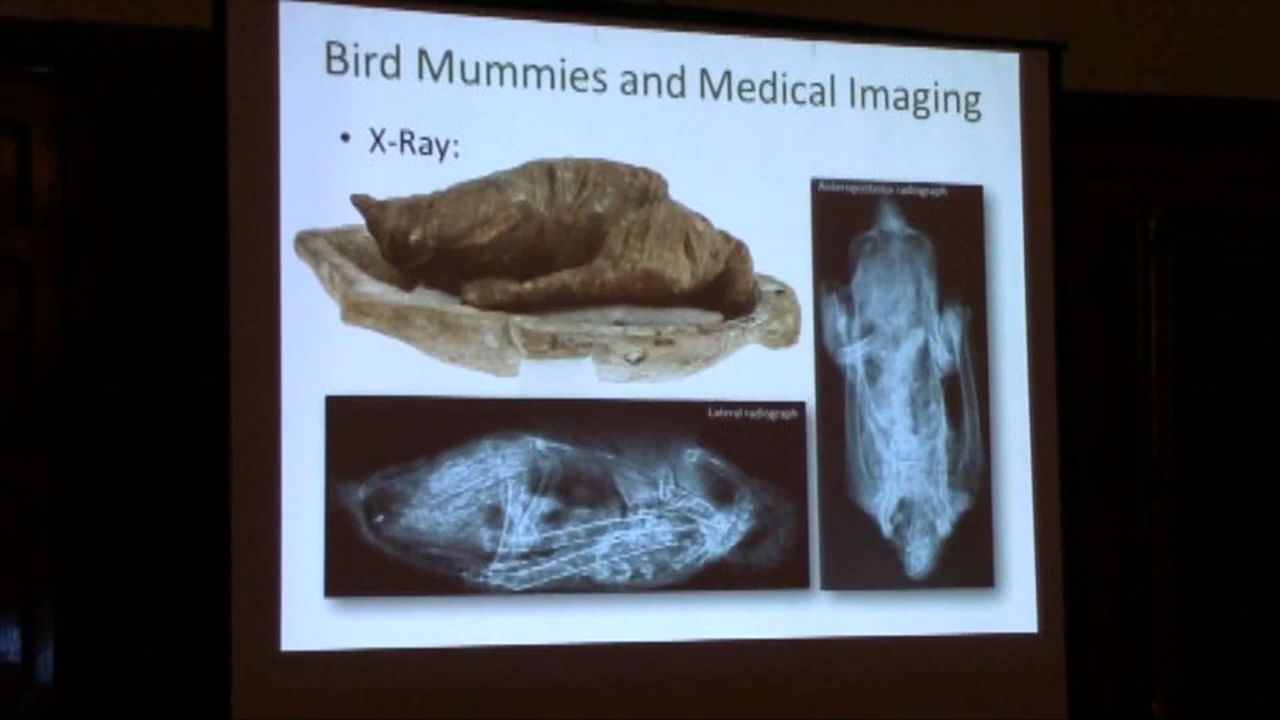 Bird Mummies and Medical Imaging
• X-Ray:
Anteroposterior radiograph
Lateral radiograph